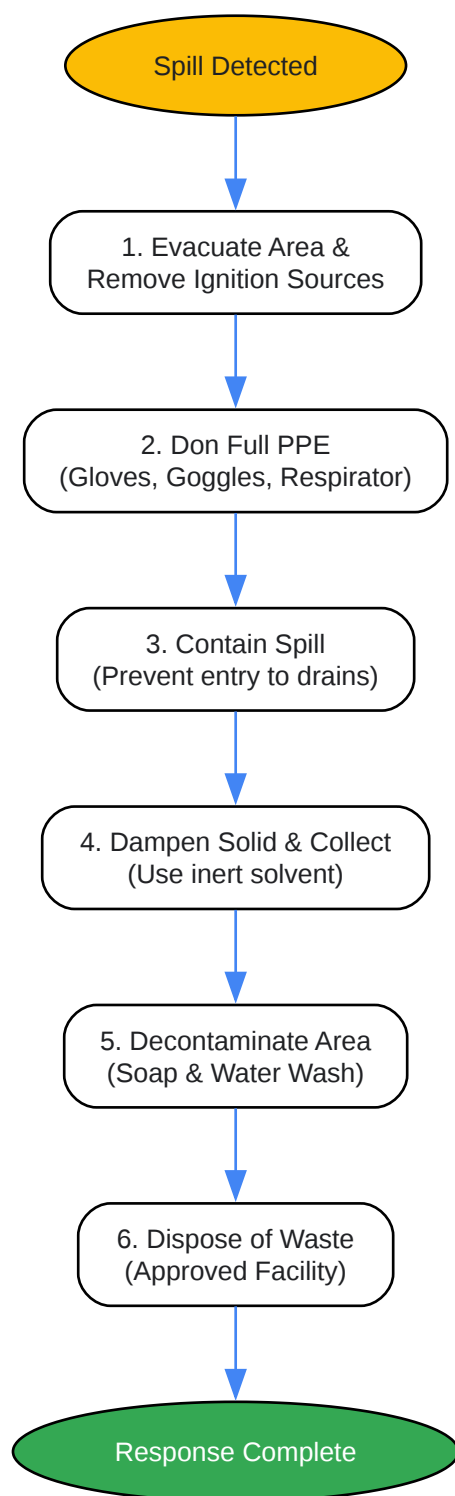 Spill Detected
1. Evacuate Area &
Remove Ignition Sources
2. Don Full PPE
(Gloves, Goggles, Respirator)
3. Contain Spill
(Prevent entry to drains)
4. Dampen Solid & Collect
(Use inert solvent)
5. Decontaminate Area
(Soap & Water Wash)
6. Dispose of Waste
(Approved Facility)
Response Complete